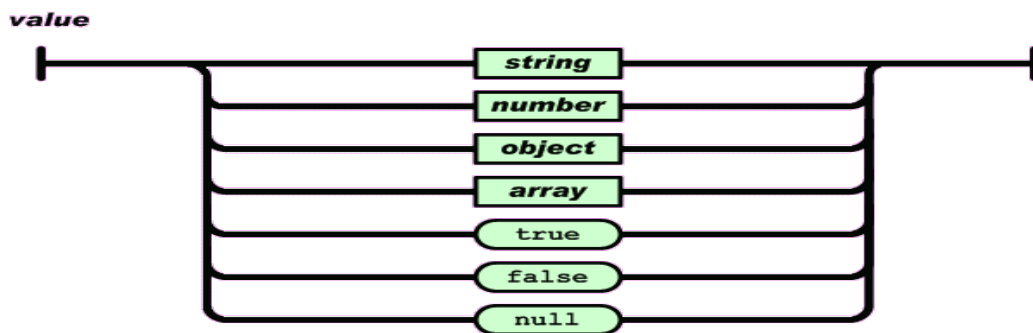 value
string
number
object
array
true
false
null